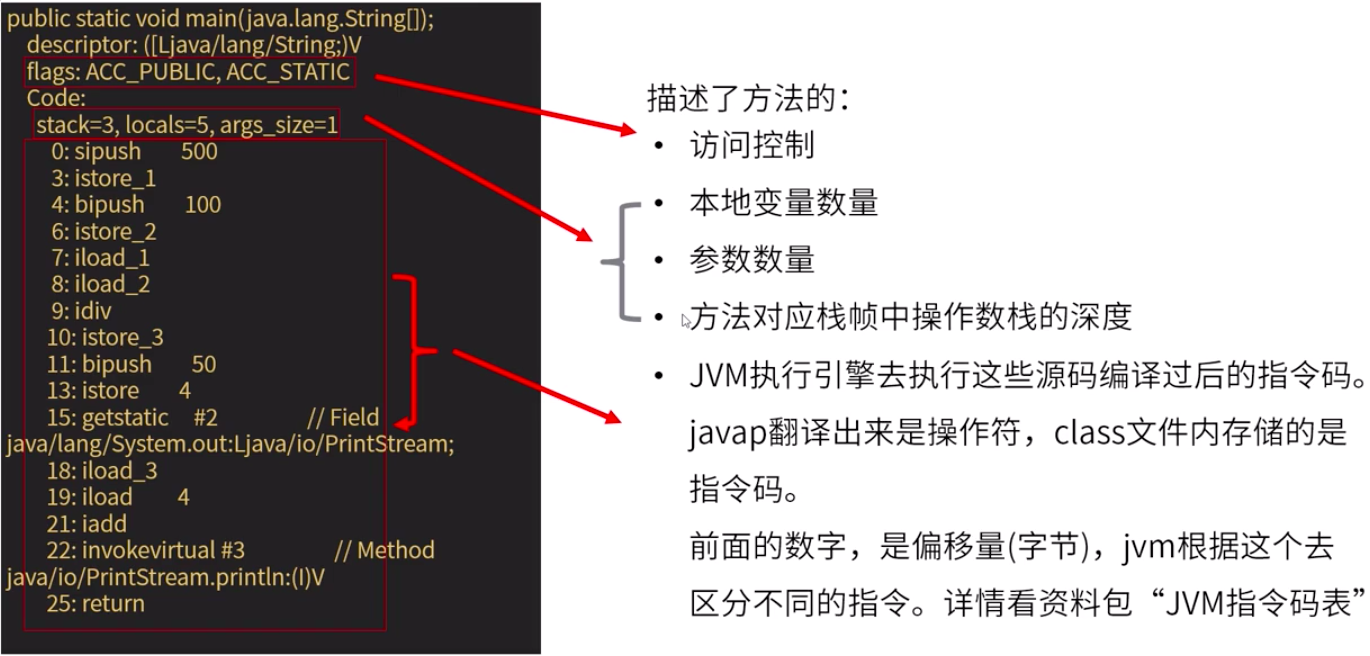 public static void main(java.lang.String[]);
descriptor: ([Ljava/lang/String;)V
flags: ACC_PUBLIC, ACC_STATIC
Code:
stack=3, locals=5, args_size=1
0: sipush 500
3: istore_1
4: bipush 100
6: istore_2
7: iload_1
8: iload_2
9: idiv
10: istore_3
11: bipush 50
13: istore 4
15: getstatic #2 // Field
java/lang/System.out:Ljava/io/PrintStream;
18: iload_3
19: iload 4
21: iadd
22: invokevirtual #3 // Method
java/io/PrintStream.println:(I)V
25: return
描述了方法的：
• 访问控制
• 本地变量数量
• 参数数量
• 方法对应栈帧中操作数栈的深度
• JVM执行引擎去执行这些源码编译过后的指令码。
javap翻译出来是操作符，class文件内存储的是
指令码。
前面的数字，是偏移量(字节)，jvm根据这个去
区分不同的指令。详情看资料包“JVM指令码表”